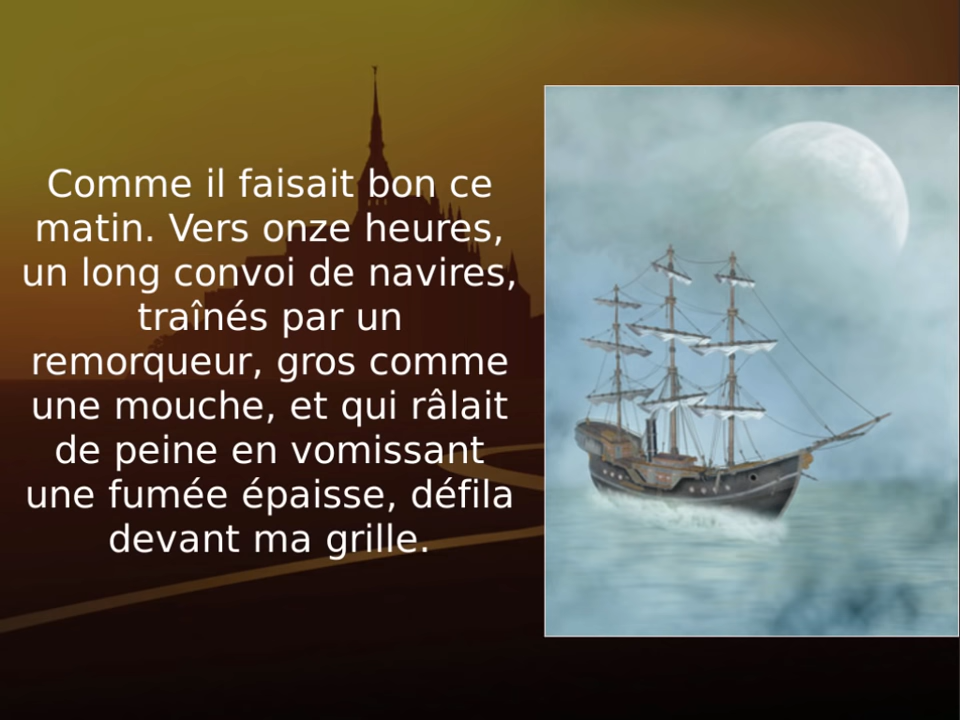 Comme il faisait bon ce
matin. Vers onze heures,
un long convoi de navires,
traînés par un
remorqueur, gros comme
une mouche, et qui râlait
de peine en vomissant
une fumée épaisse, défila
devant ma grille.